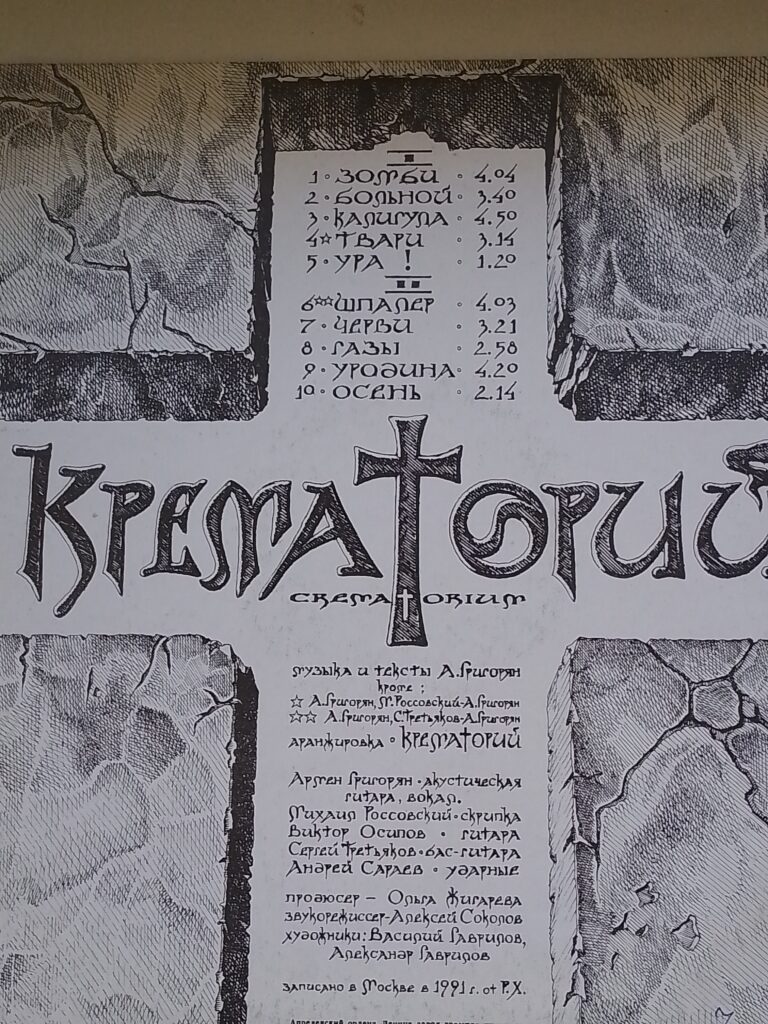 I
1 · ЗОМБИ · 4.04
2 · БОЛЬНОЙ · 3.40
3 · КАЛИГУЛА · 4.50
4☆ТВАРИ · 3.14
5 · УРА ! · 1.20
II
6☆☆ШПАЛЕР · 4.03
7 · ЧЕРВИ · 3.21
8 · ГАЗЫ · 2.58
9 · УРОДИНА · 4.20
10 · ОСЕНЬ · 2.14
КРЕМАТОРИЙ
CREMATORIUM
МУЗЫКА И ТЕКСТЫ А.ГРИГОРЯН
КРОМЕ :
☆ А.ГРИГОРЯН, М.РОССОВСКИЙ-А.ГРИГОРЯН
☆☆ А.ГРИГОРЯН, С.ТРЕТЬЯКОВ-А.ГРИГОРЯН
АРАНЖИРОВКА · КРЕМАТОРИЙ
АРМЕН ГРИГОРЯН · АКУСТИЧЕСКАЯ
ГИТАРА, ВОКАЛ.
МИХАИЛ РОССОВСКИЙ · СКРИПКА
ВИКТОР ОСИПОВ · ГИТАРА
СЕРГЕЙ ТРЕТЬЯКОВ · БАС-ГИТАРА
АНДРЕЙ САРАЕВ · УДАРНЫЕ
ПРОДЮСЕР – ОЛЬГА ЖИГАРЕВА
ЗВУКОРЕЖИССЕР-АЛЕКСЕЙ СОКОЛОВ
ХУДОЖНИКИ: ВАСИЛИЙ ГАВРИЛОВ,
АЛЕКСАНДР ГАВРИЛОВ
ЗАПИСАНО В МОСКВЕ В 1991 г. от Р.Х.
Апрелевский ордена Ленина завод